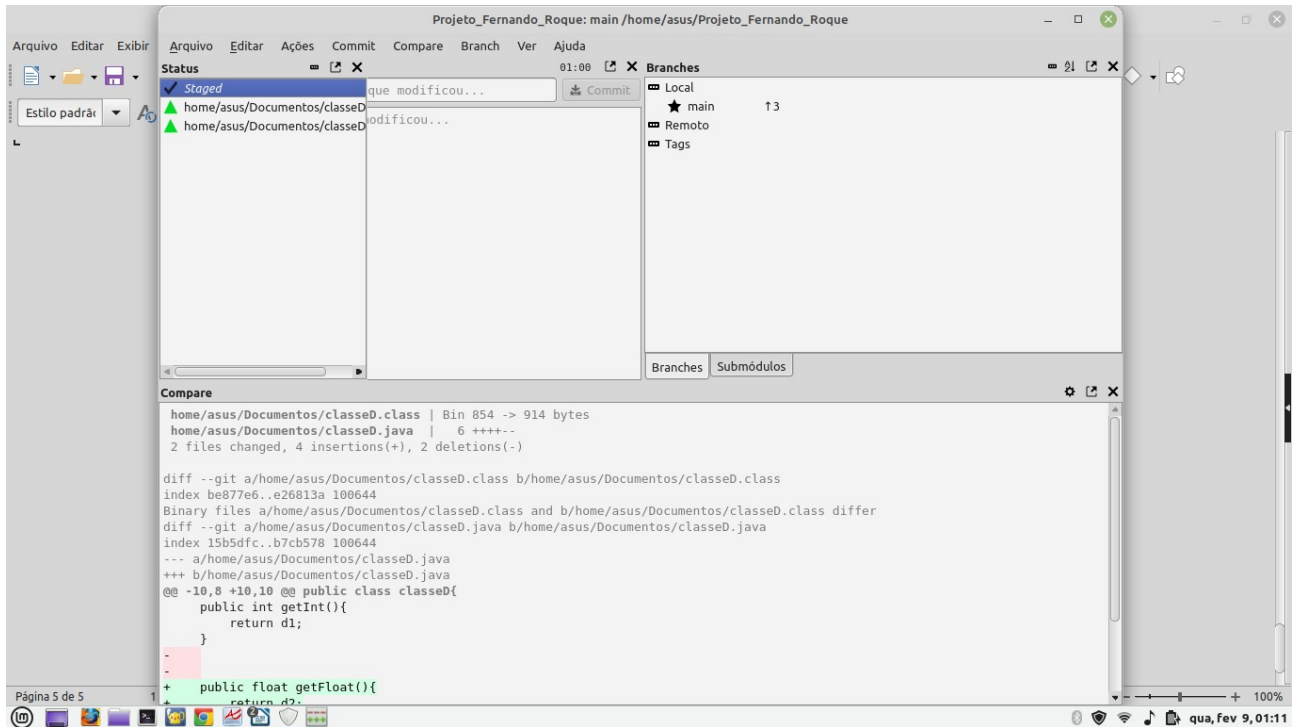 Projeto_Fernando_Roque: main /home/asus/Projeto_Fernando_Roque
Arquivo Editar Exibir
Arquivo Editar Ações Commit Compare Branch Ver Ajuda
Status
01:00
Branches
Staged
que modificou...
Commit
Local
Estilo padrão
home/asus/Documentos/classeD
main ↑3
home/asus/Documentos/classeD
odificou...
Remoto
Tags
Branches Submódulos
Compare
home/asus/Documentos/classeD.class | Bin 854 -> 914 bytes
home/asus/Documentos/classeD.java | 6 ++++--
2 files changed, 4 insertions(+), 2 deletions(-)
diff --git a/home/asus/Documentos/classeD.class b/home/asus/Documentos/classeD.class
index be877e6..e26813a 100644
Binary files a/home/asus/Documentos/classeD.class and b/home/asus/Documentos/classeD.class differ
diff --git a/home/asus/Documentos/classeD.java b/home/asus/Documentos/classeD.java
index 15b5dfc..b7cb578 100644
--- a/home/asus/Documentos/classeD.java
+++ b/home/asus/Documentos/classeD.java
@@ -10,8 +10,10 @@ public class classeD{
public int getInt(){
return d1;
}
-
-
+ public float getFloat(){
+ return d2;
Página 5 de 5 1
100%
qua, fev 9, 01:11